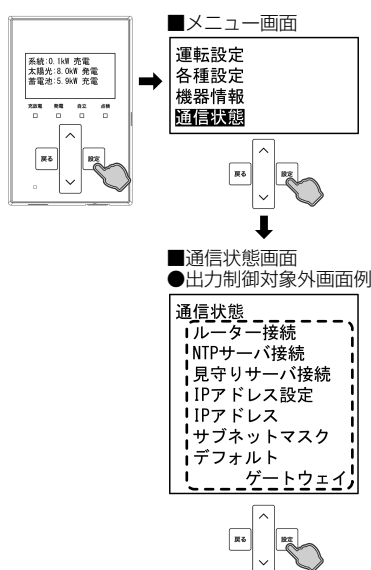 系統:0.1kW 売電
太陽光:8.0kW 発電
蓄電池:5.9kW 充電
充放電 発電 自立 点検
戻る 設定
■メニュー画面
運転設定
各種設定
機器情報
通信状態
戻る 設定
■通信状態画面
●出力制御対象外画面例
通信状態
ルーター接続
NTPサーバ接続
見守りサーバ接続
IPアドレス設定
IPアドレス
サブネットマスク
デフォルト
ゲートウェイ
戻る 設定